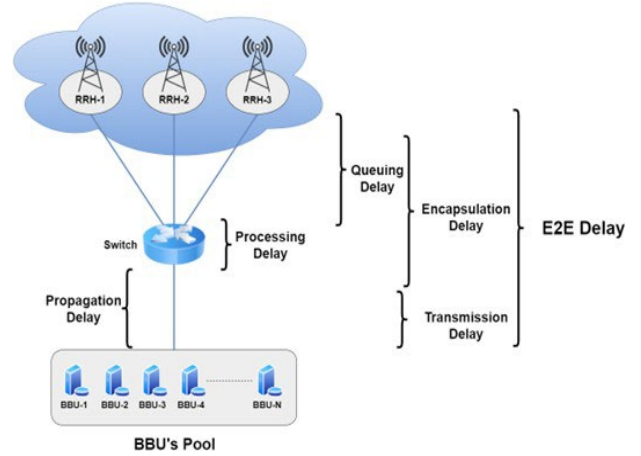 RRH-1
RRH-2
RRH-3
Queuing
Delay
Encapsulation
Delay
E2E Delay
Switch
Processing
Delay
Propagation
Delay
Transmission
Delay
BBU-1
BBU-2
BBU-3
BBU-4
BBU-N
BBU's Pool